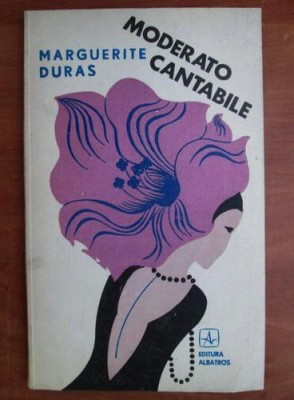 MARGUERITE
DURAS
MODERATO
CANTABILE
EDITURA
ALBATROS